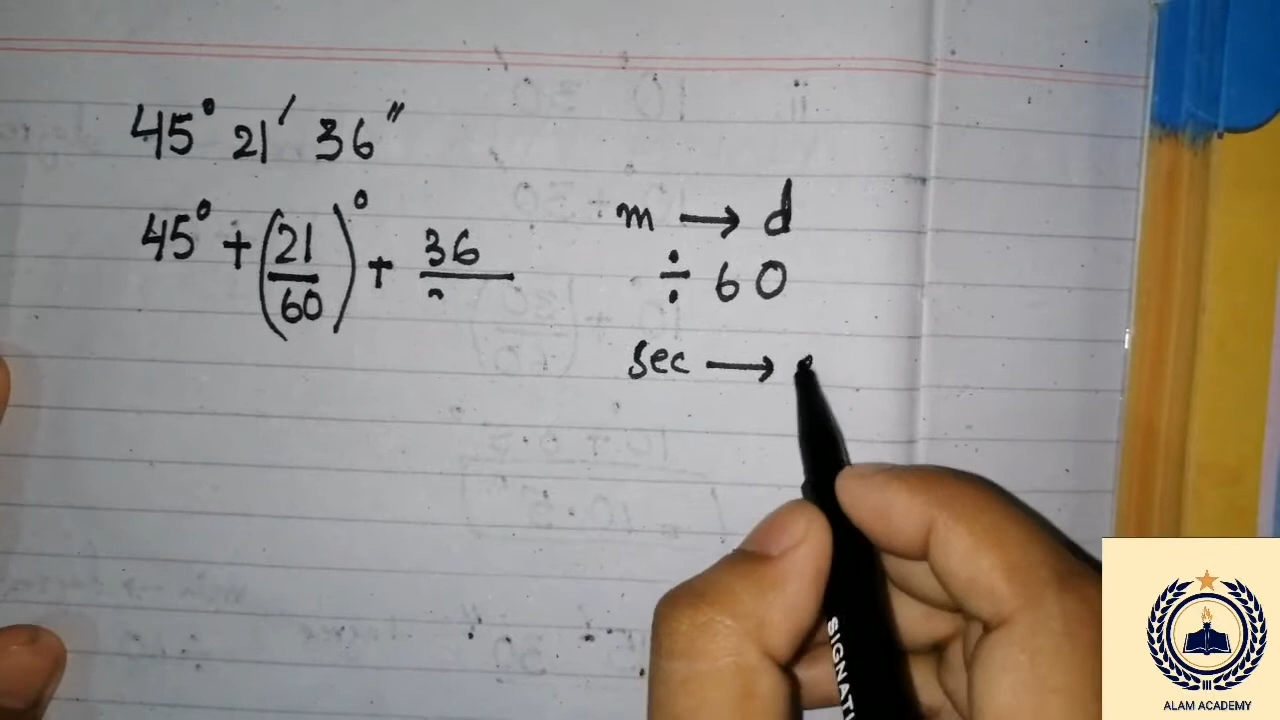 45° 21′ 36″
45° + (21/60)° + 36
m → d
÷ 60
sec →
SIGNAT
ALAM ACADEMY